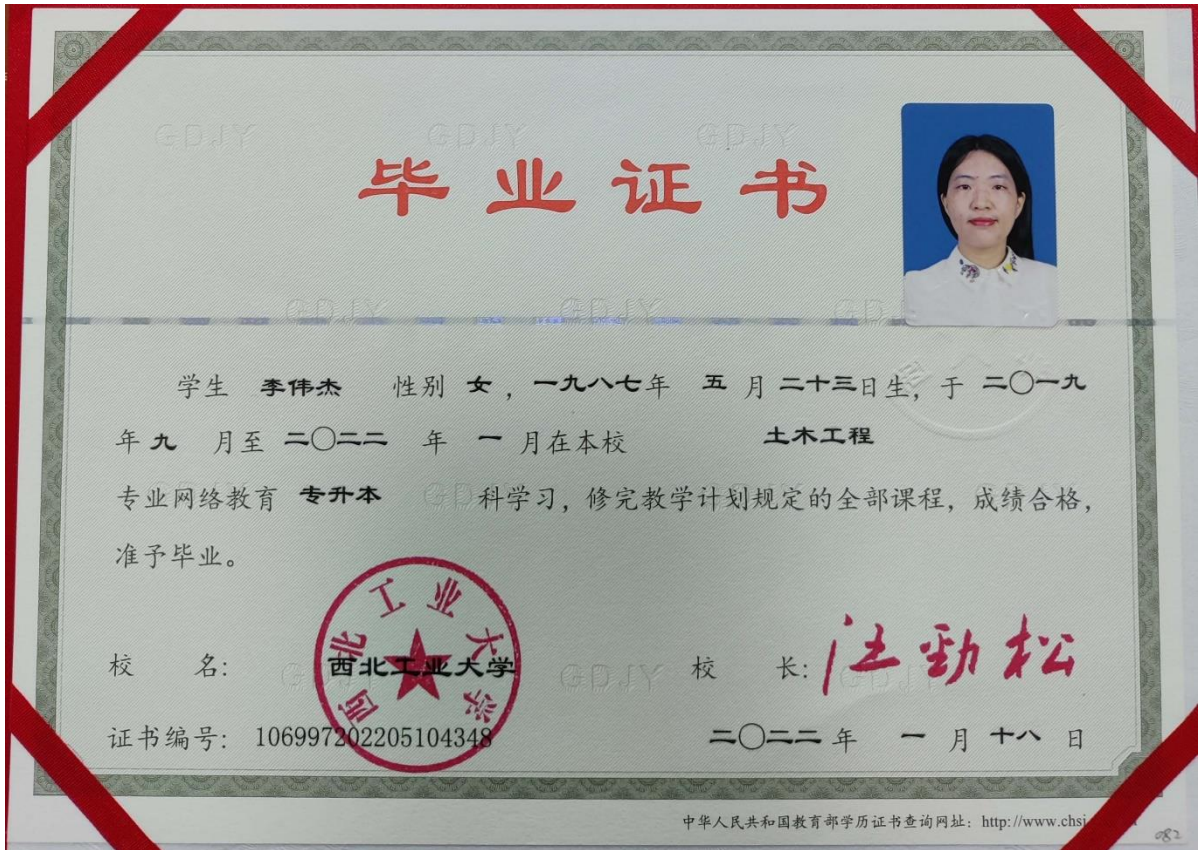 GDJY GDJY GDJY
毕业证书
GDJY GDJY GD
学生 李伟杰 性别 女，一九八七年 五 月 二十三日生，于 二〇一九
年 九 月至 二〇二二 年 一 月在本校 土木工程
专业网络教育 专升本 科学习，修完教学计划规定的全部课程，成绩合格，
准予毕业。
西北工业大学
校 名： 西北工业大学 校 长： 汪劲松
证书编号： 106997202205104348 二〇二二 年 一 月 十八 日
中华人民共和国教育部学历证书查询网址：http://www.chsi
082